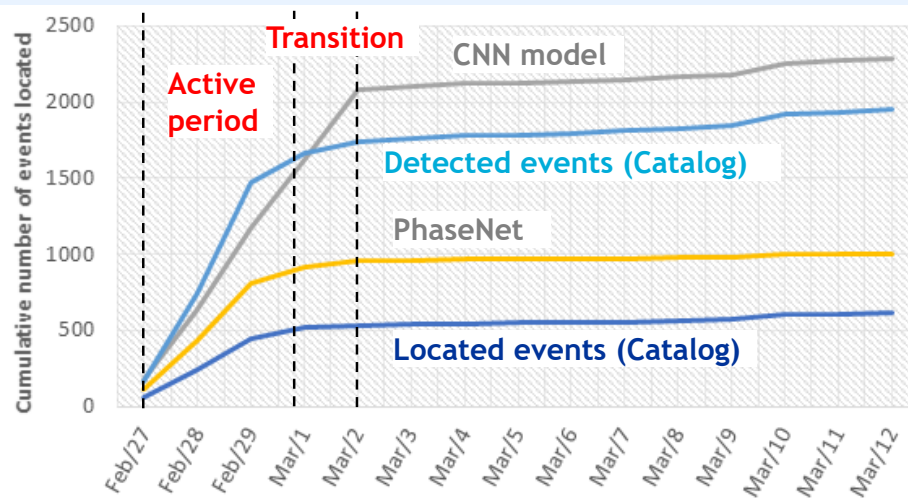 Cumulative number of events located
2500
2000
1500
1000
500
0
Transition
Active
period
CNN model
Detected events (Catalog)
PhaseNet
Located events (Catalog)
Feb/27
Feb/28
Feb/29
Mar/1
Mar/2
Mar/3
Mar/4
Mar/5
Mar/6
Mar/7
Mar/8
Mar/9
Mar/10
Mar/11
Mar/12